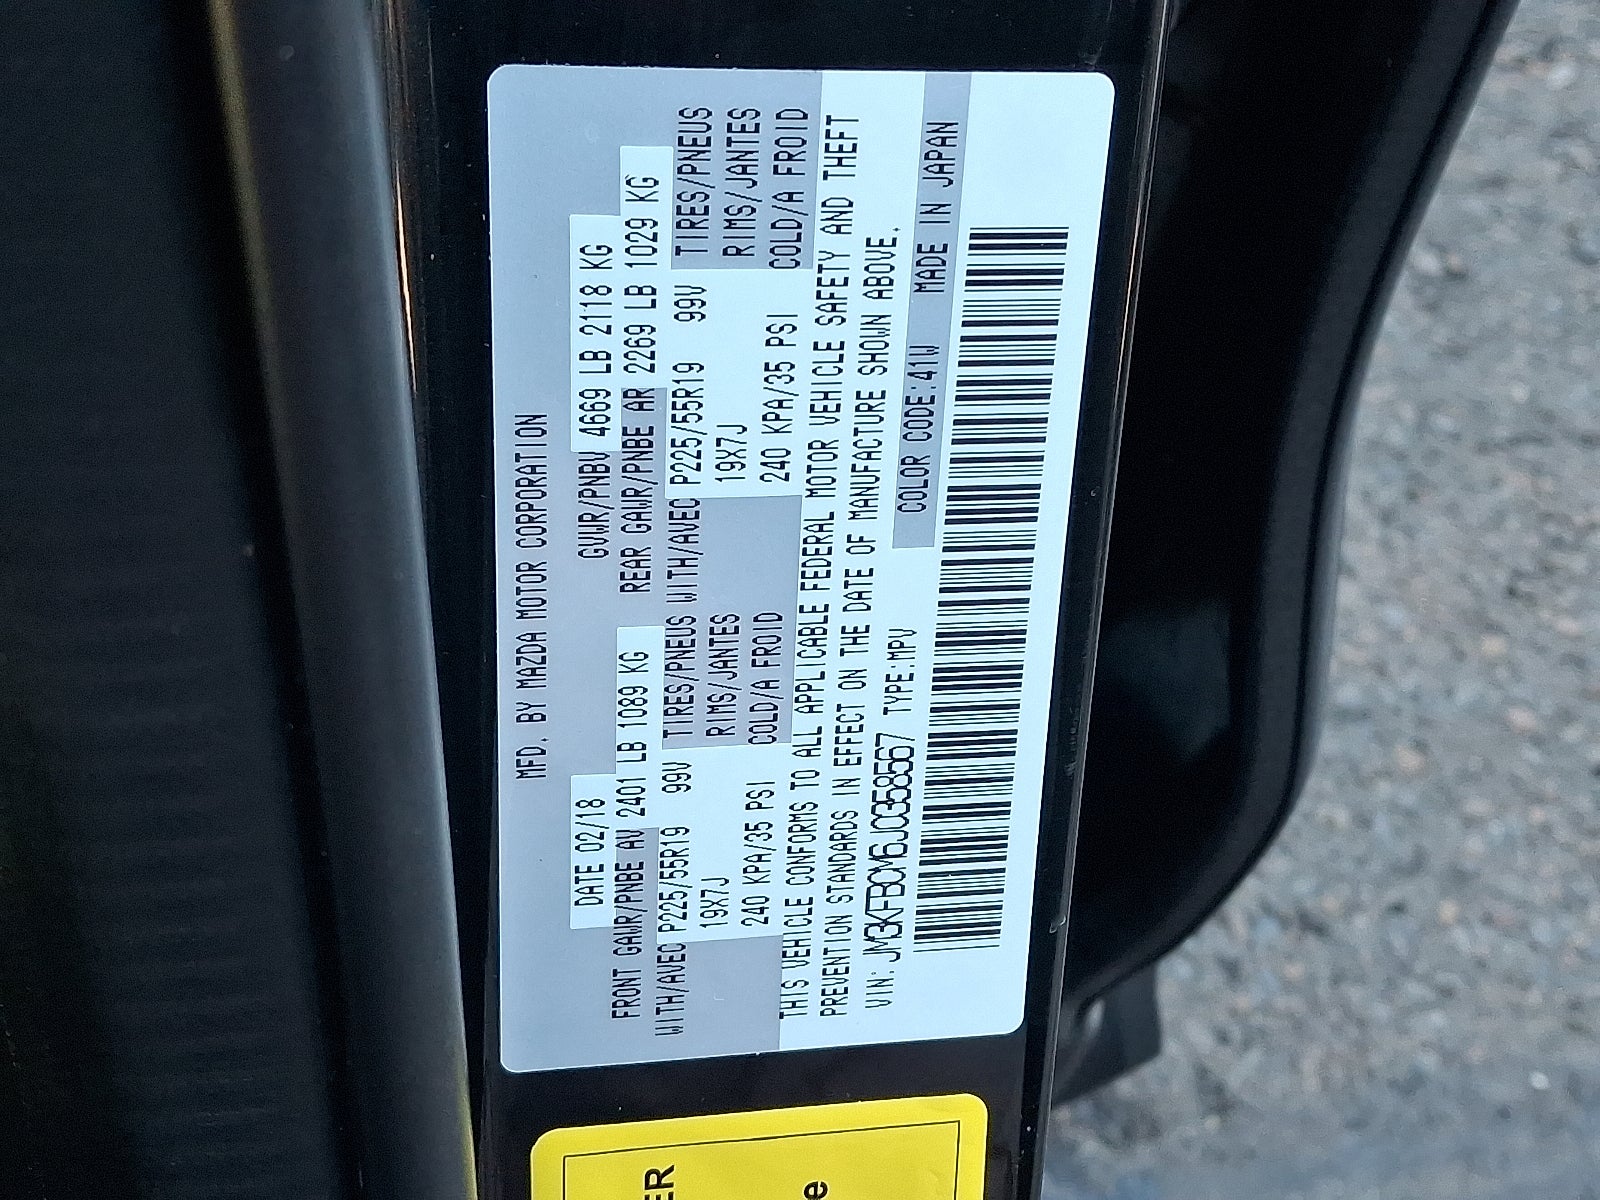 MFD. BY MAZDA MOTOR CORPORATION
DATE 02/18 GVWR/PNBV 4669 LB 2118 KG
FRONT GAWR/PNBE AV 2401 LB 1089 KG REAR GAWR/PNBE AR 2269 LB 1029 KG
WITH/AVEC P225/55R19 99V TIRES/PNEUS WITH/AVEC P225/55R19 99V TIRES/PNEUS
19X7J RIMS/JANTES 19X7J RIMS/JANTES
240 KPA/35 PSI COLD/A FROID 240 KPA/35 PSI COLD/A FROID
THIS VEHICLE CONFORMS TO ALL APPLICABLE FEDERAL MOTOR VEHICLE SAFETY AND THEFT
PREVENTION STANDARDS IN EFFECT ON THE DATE OF MANUFACTURE SHOWN ABOVE.
VIN: JM3KFBCM6J0358567 TYPE:MPV COLOR CODE:41W MADE IN JAPAN